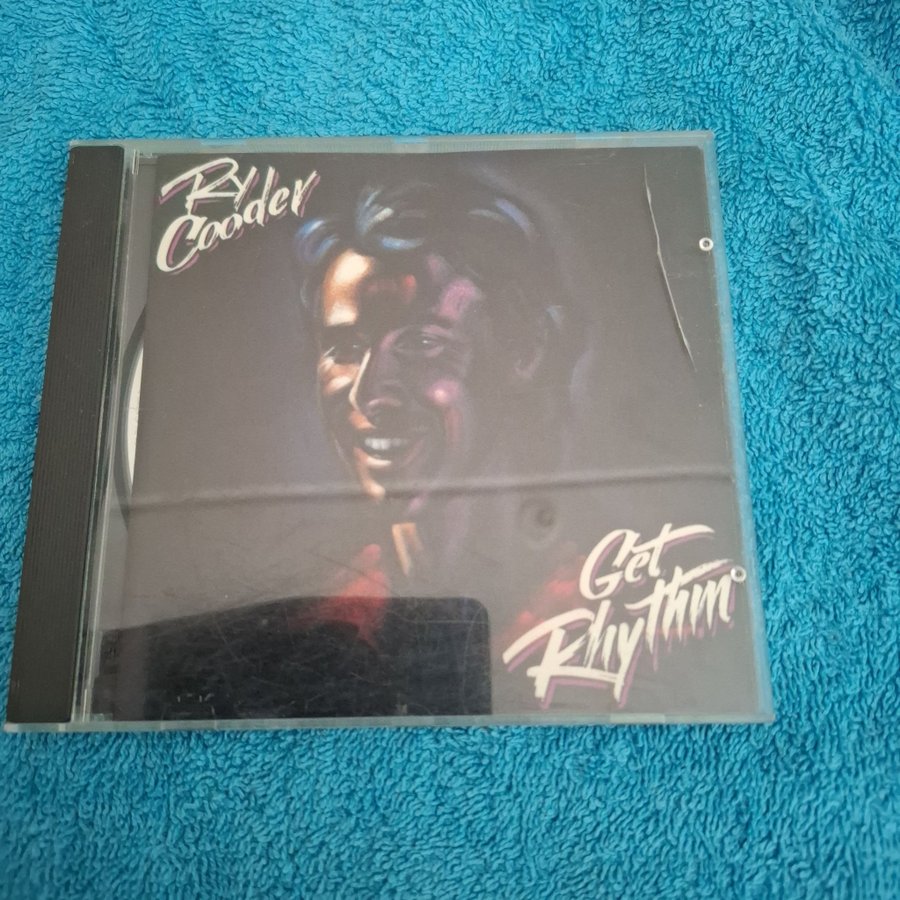 Ry
Cooder
Get
Rhythm